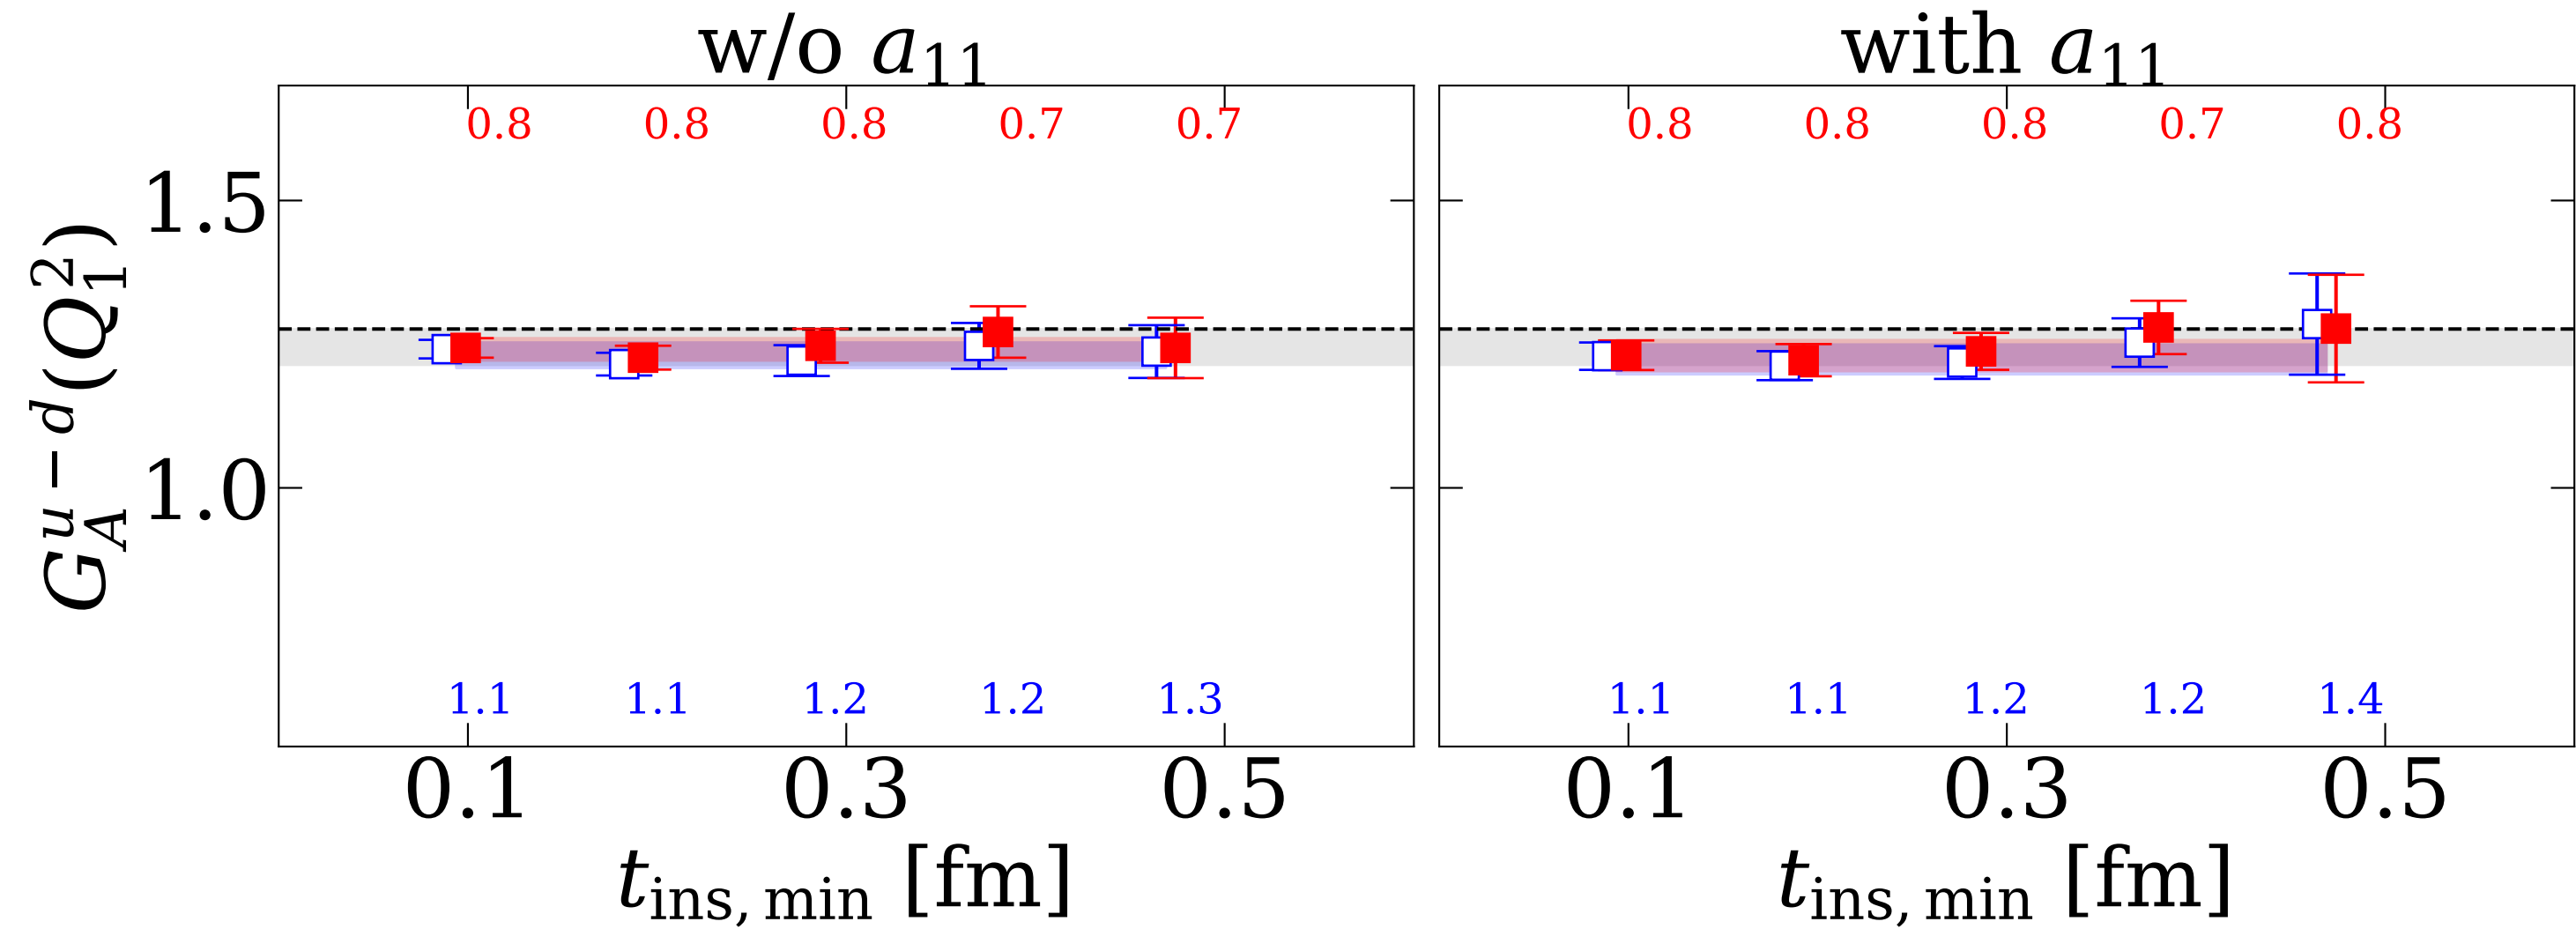 w/o a₁₁
with a₁₁
G_A^{u−d}(Q₁²)
1.5
1.0
0.8 0.8 0.8 0.7 0.7
0.8 0.8 0.8 0.7 0.8
1.1 1.1 1.2 1.2 1.3
1.1 1.1 1.2 1.2 1.4
0.1 0.3 0.5
0.1 0.3 0.5
t_{ins, min} [fm]
t_{ins, min} [fm]